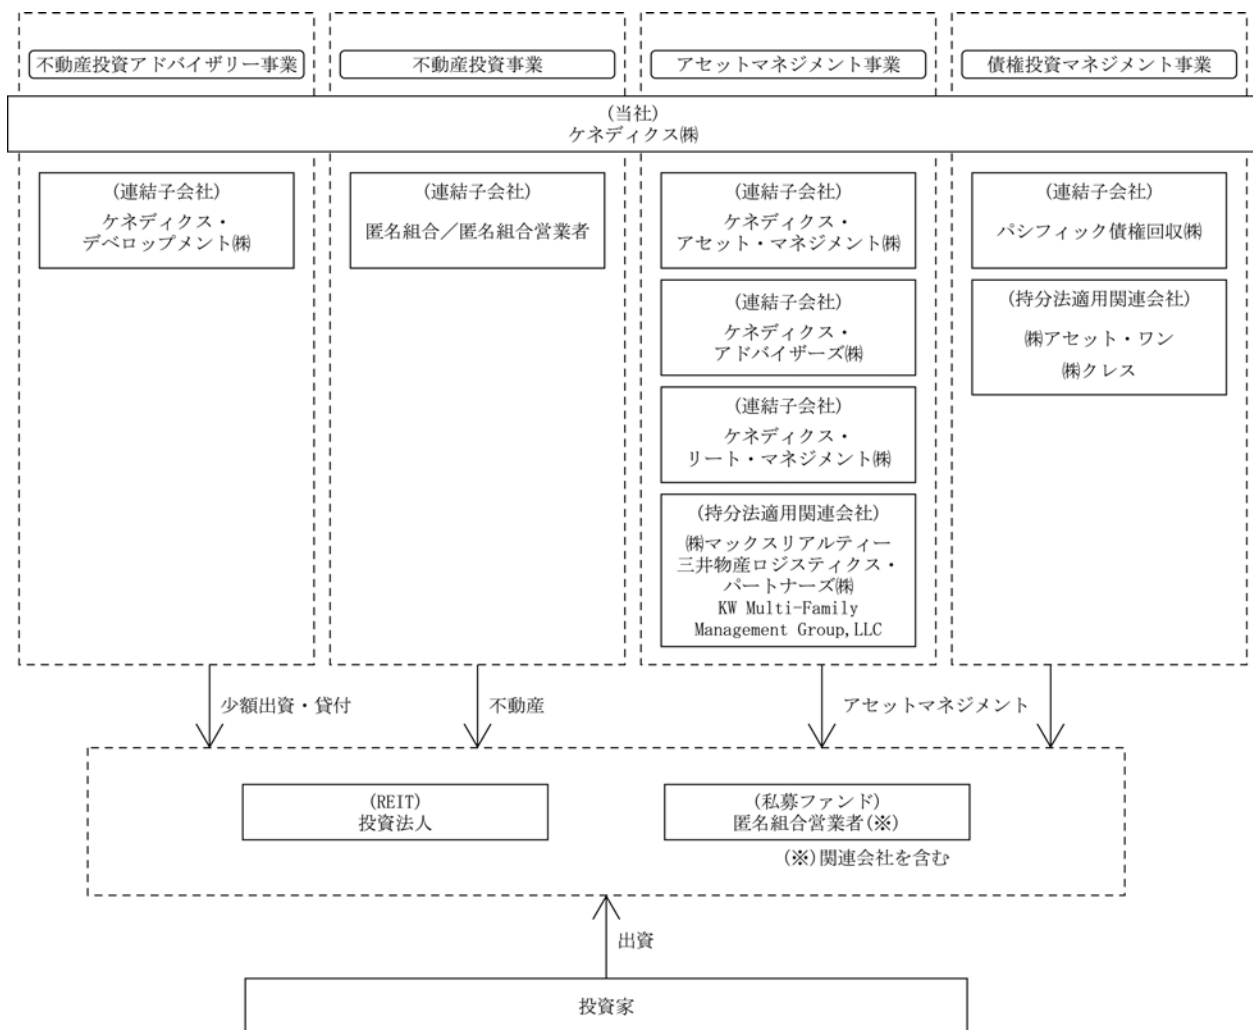 不動産投資アドバイザリー事業
不動産投資事業
アセットマネジメント事業
債権投資マネジメント事業
(当社)
ケネディクス㈱
(連結子会社)
ケネディクス・
デベロップメント㈱
(連結子会社)
匿名組合／匿名組合営業者
(連結子会社)
ケネディクス・
アセット・マネジメント㈱
(連結子会社)
ケネディクス・
アドバイザーズ㈱
(連結子会社)
ケネディクス・
リート・マネジメント㈱
(持分法適用関連会社)
㈱マックスリアルティー
三井物産ロジスティクス・
パートナーズ㈱
KW Multi-Family
Management Group,LLC
(連結子会社)
パシフィック債権回収㈱
(持分法適用関連会社)
㈱アセット・ワン
㈱クレス
少額出資・貸付
不動産
アセットマネジメント
(REIT)
投資法人
(私募ファンド)
匿名組合営業者(※)
(※)関連会社を含む
出資
投資家